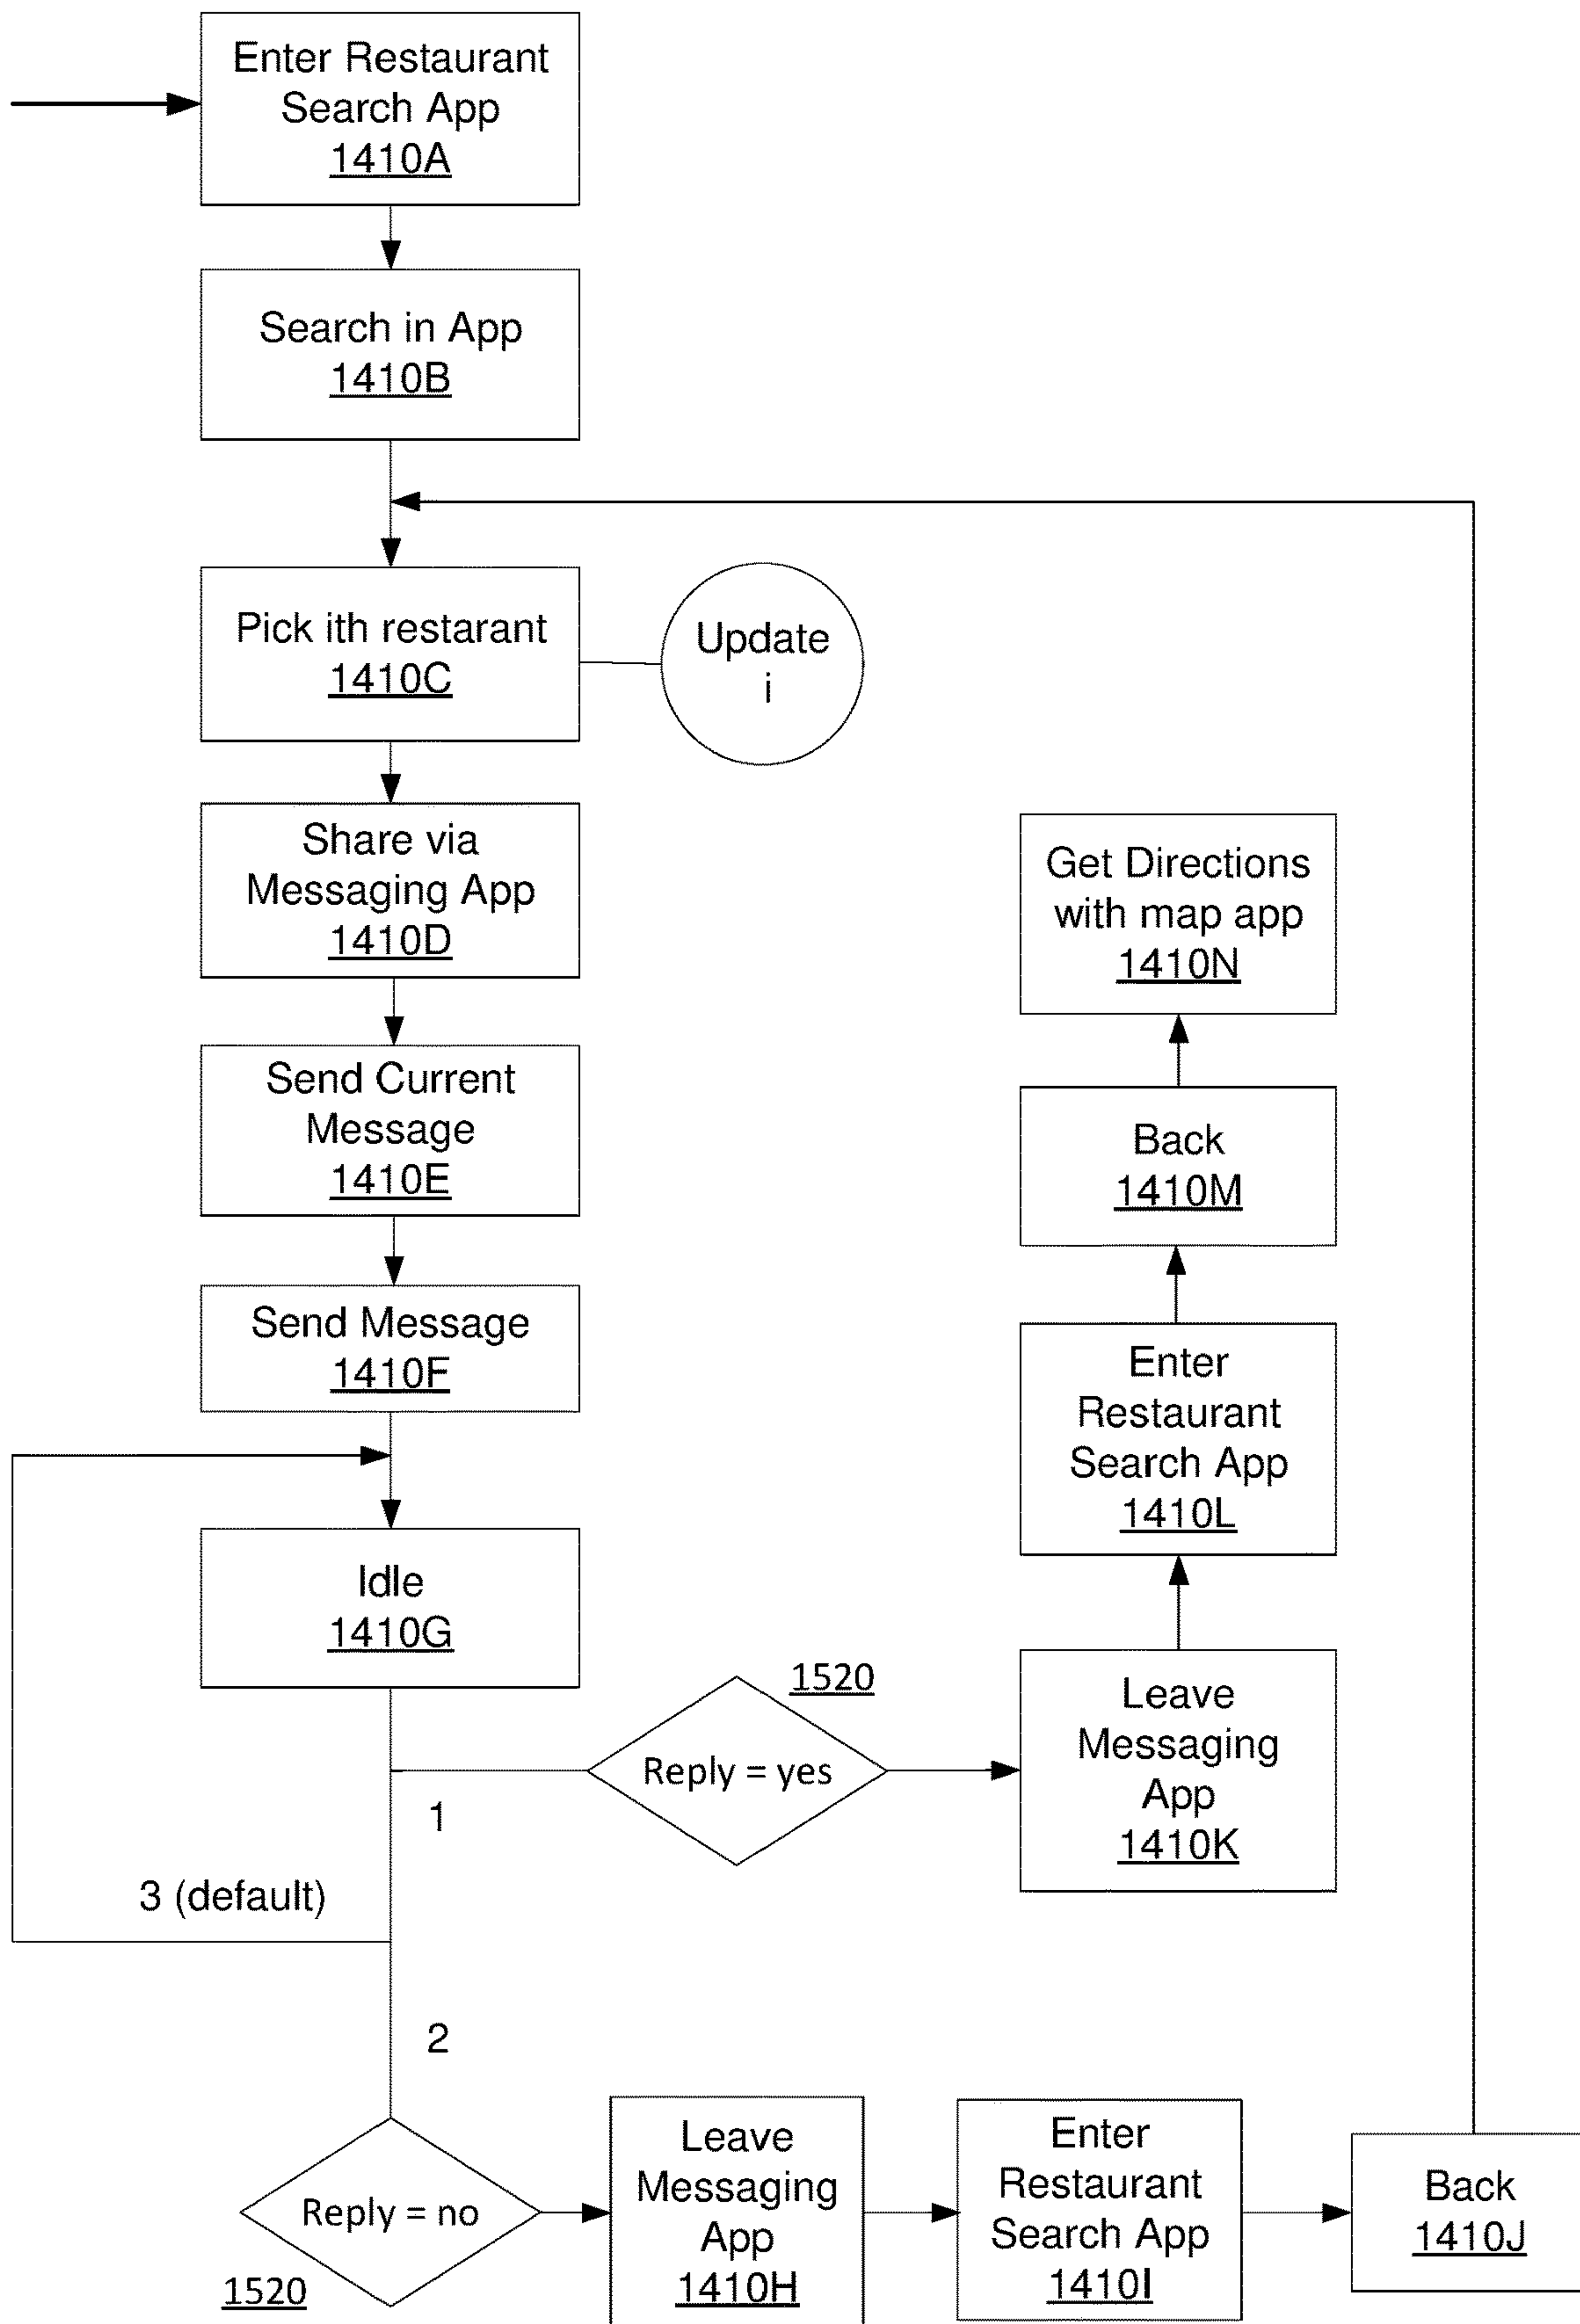 Enter Restaurant
Search App
1410A
Search in App
1410B
Pick ith restarant
1410C
Update
i
Share via
Messaging App
1410D
Get Directions
with map app
1410N
Send Current
Message
1410E
Back
1410M
Send Message
1410F
Enter
Restaurant
Search App
1410L
Idle
1410G
1520
Reply = yes
Leave
Messaging
App
1410K
1
3 (default)
2
Reply = no
1520
Leave
Messaging
App
1410H
Enter
Restaurant
Search App
1410I
Back
1410J